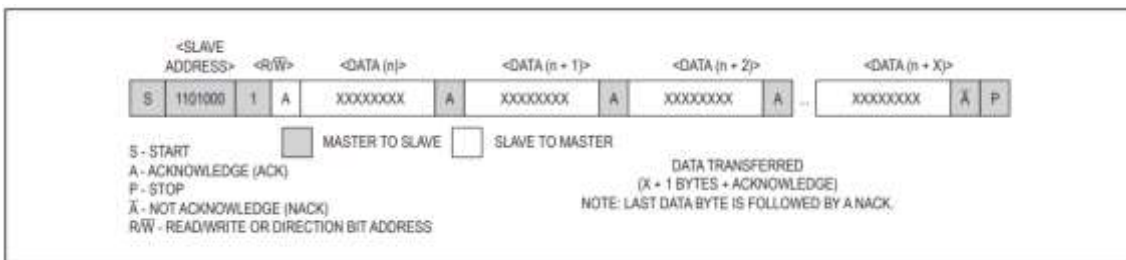 <SLAVE
ADDRESS> <R/W̅> <DATA (n)> <DATA (n + 1)> <DATA (n + 2)> <DATA (n + X)>
S 1101000 1 A XXXXXXXX A XXXXXXXX A XXXXXXXX A ... XXXXXXXX A̅ P
MASTER TO SLAVE SLAVE TO MASTER
S - START
A - ACKNOWLEDGE (ACK)
P - STOP
A̅ - NOT ACKNOWLEDGE (NACK)
R/W̅ - READ/WRITE OR DIRECTION BIT ADDRESS
DATA TRANSFERRED
(X + 1 BYTES + ACKNOWLEDGE)
NOTE: LAST DATA BYTE IS FOLLOWED BY A NACK.